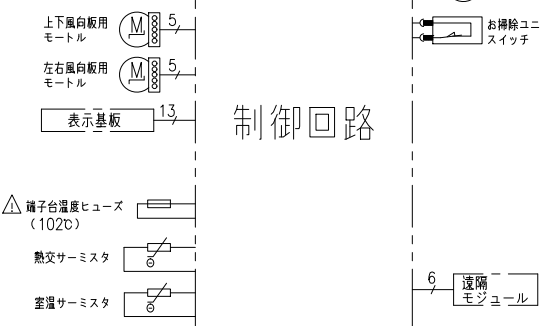 上下風向板用
モートル
M
5
お掃除ユニ
スイッチ
左右風向板用
モートル
M
5
表示基板
13
制御回路
端子台温度ヒューズ
(102℃)
熱交サーミスタ
θ
6
遠隔
モジュール
室温サーミスタ
θ